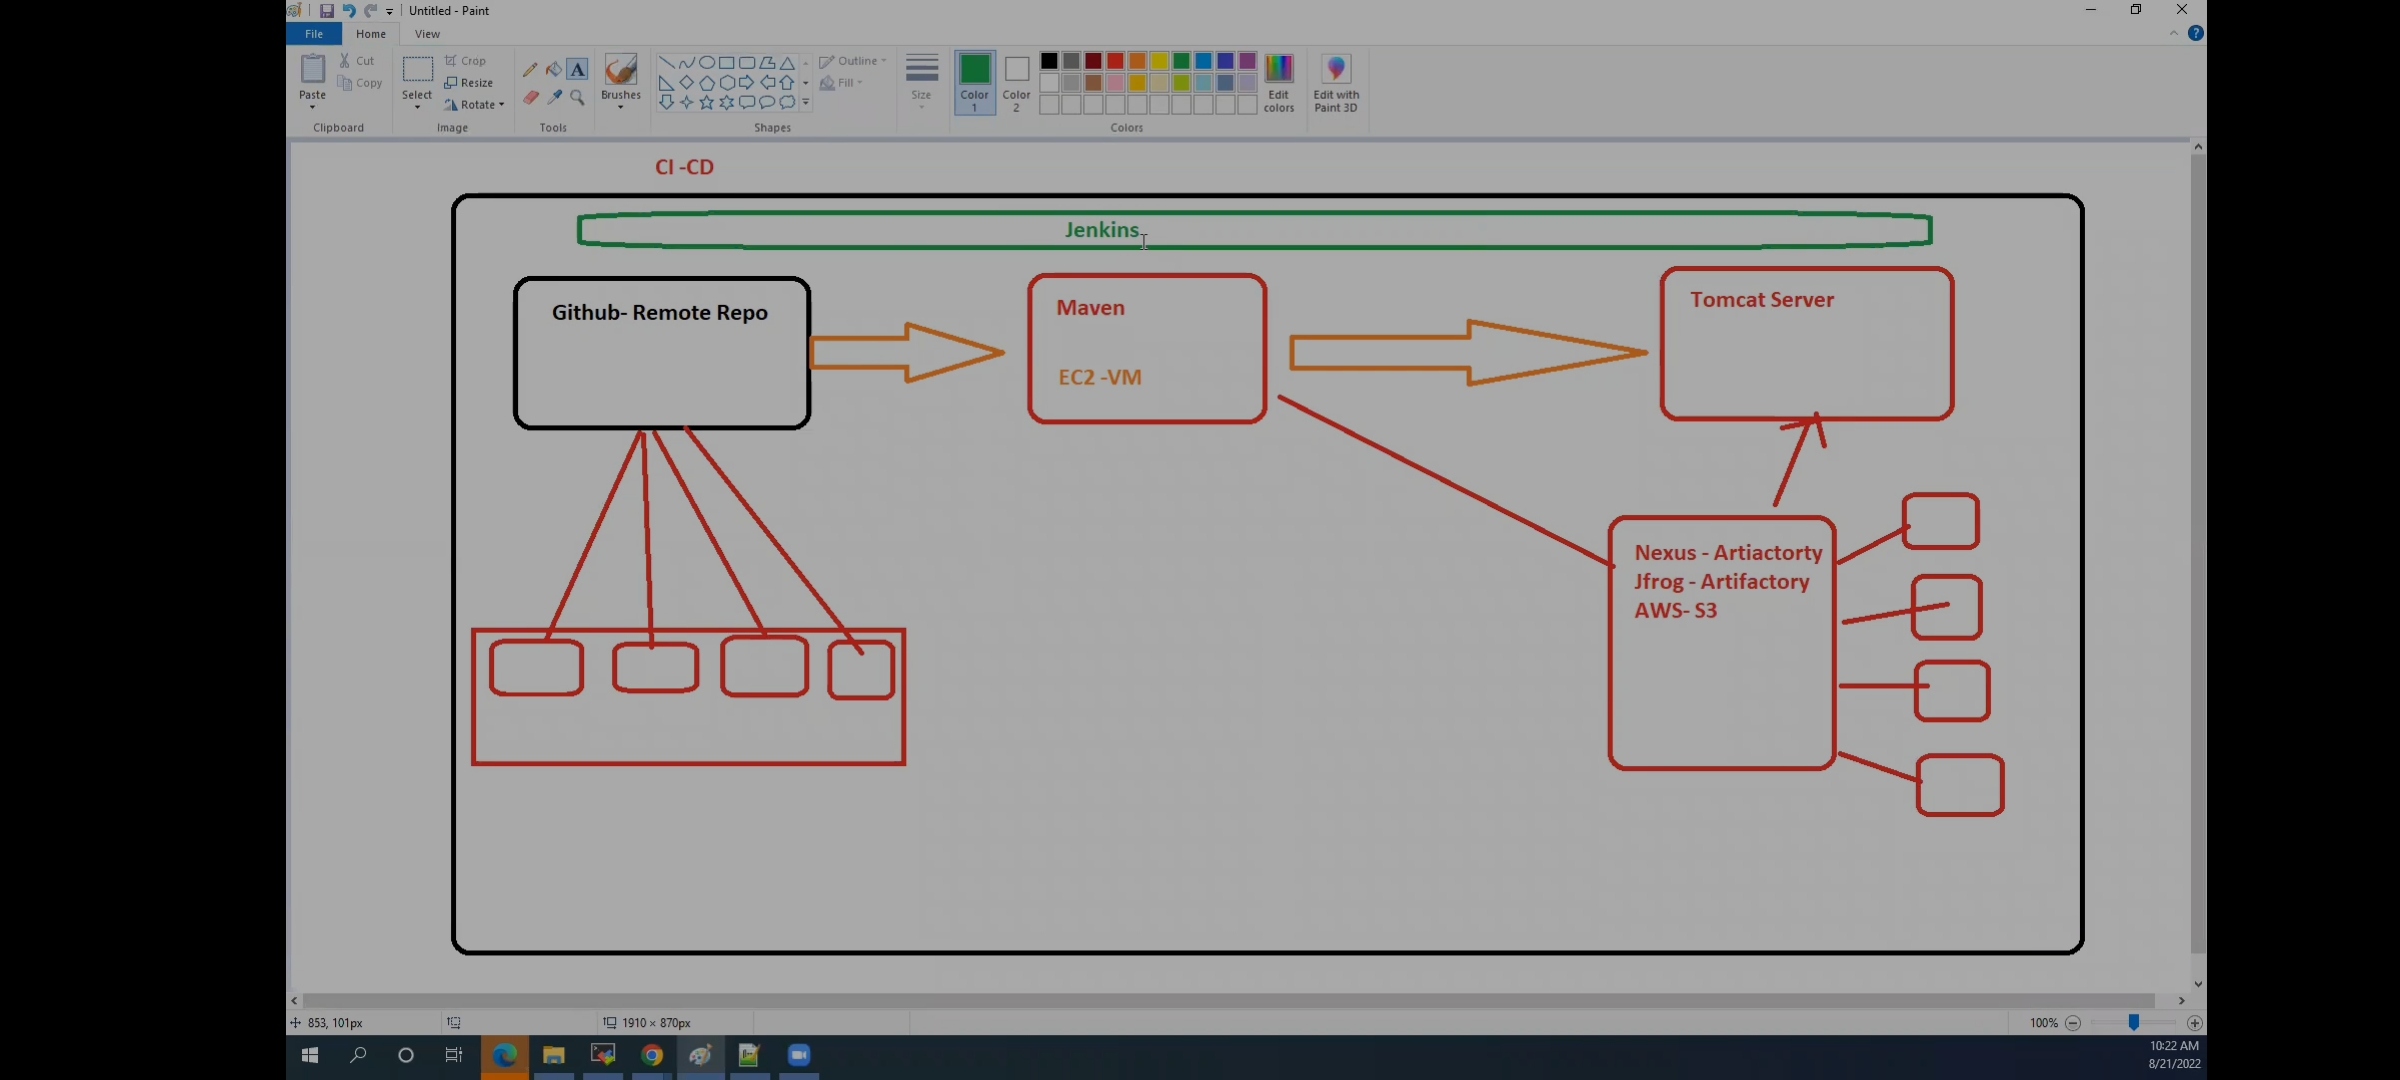 Untitled - Paint
File Home View
Cut
Copy
Paste
Crop
Resize
Rotate
Select
Brushes
Outline
Fill
Size
Color 1
Color 2
Edit colors
Edit with Paint 3D
Clipboard
Image
Tools
Shapes
Colors
CI -CD
Jenkins
Github- Remote Repo
Maven
EC2 -VM
Tomcat Server
Nexus - Artiactorty
Jfrog - Artifactory
AWS- S3
853, 101px
1910 × 870px
100%
10:22 AM
8/21/2022